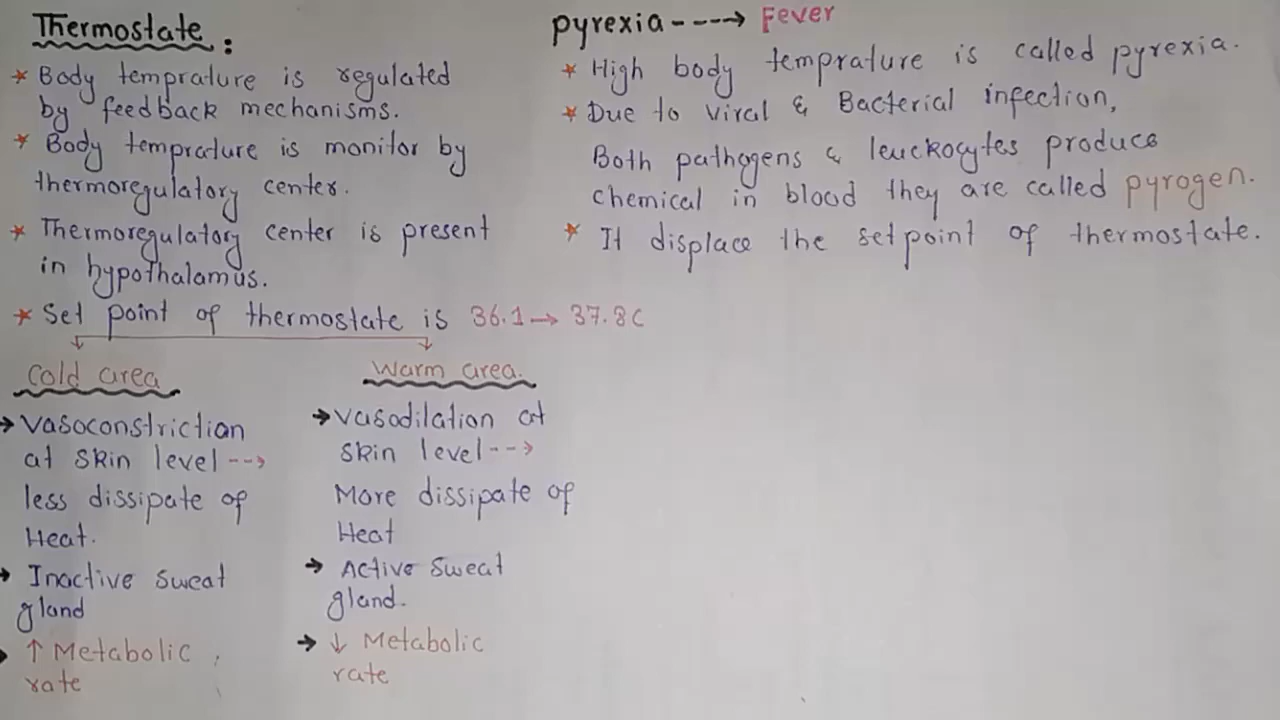 Thermostate :
* Body temprature is regulated
by feedback mechanisms.
* Body temprature is monitor by
thermoregulatory center.
* Thermoregulatory center is present
in hypothalamus.
* Set point of thermostate is 36.1 → 37.8C
Cold area
→ Vasoconstriction
at skin level --->
less dissipate of
Heat.
→ Inactive sweat
gland
→ ↑ Metabolic
rate
Warm area.
→ Vasodilation at
skin level --->
More dissipate of
Heat
→ Active sweat
gland.
→ ↓ Metabolic
rate
pyrexia ----→ Fever
* High body temprature is called pyrexia.
* Due to viral & Bacterial infection,
Both pathogens & leuckocytes produce
chemical in blood they are called pyrogen.
* It displace the setpoint of thermostate.